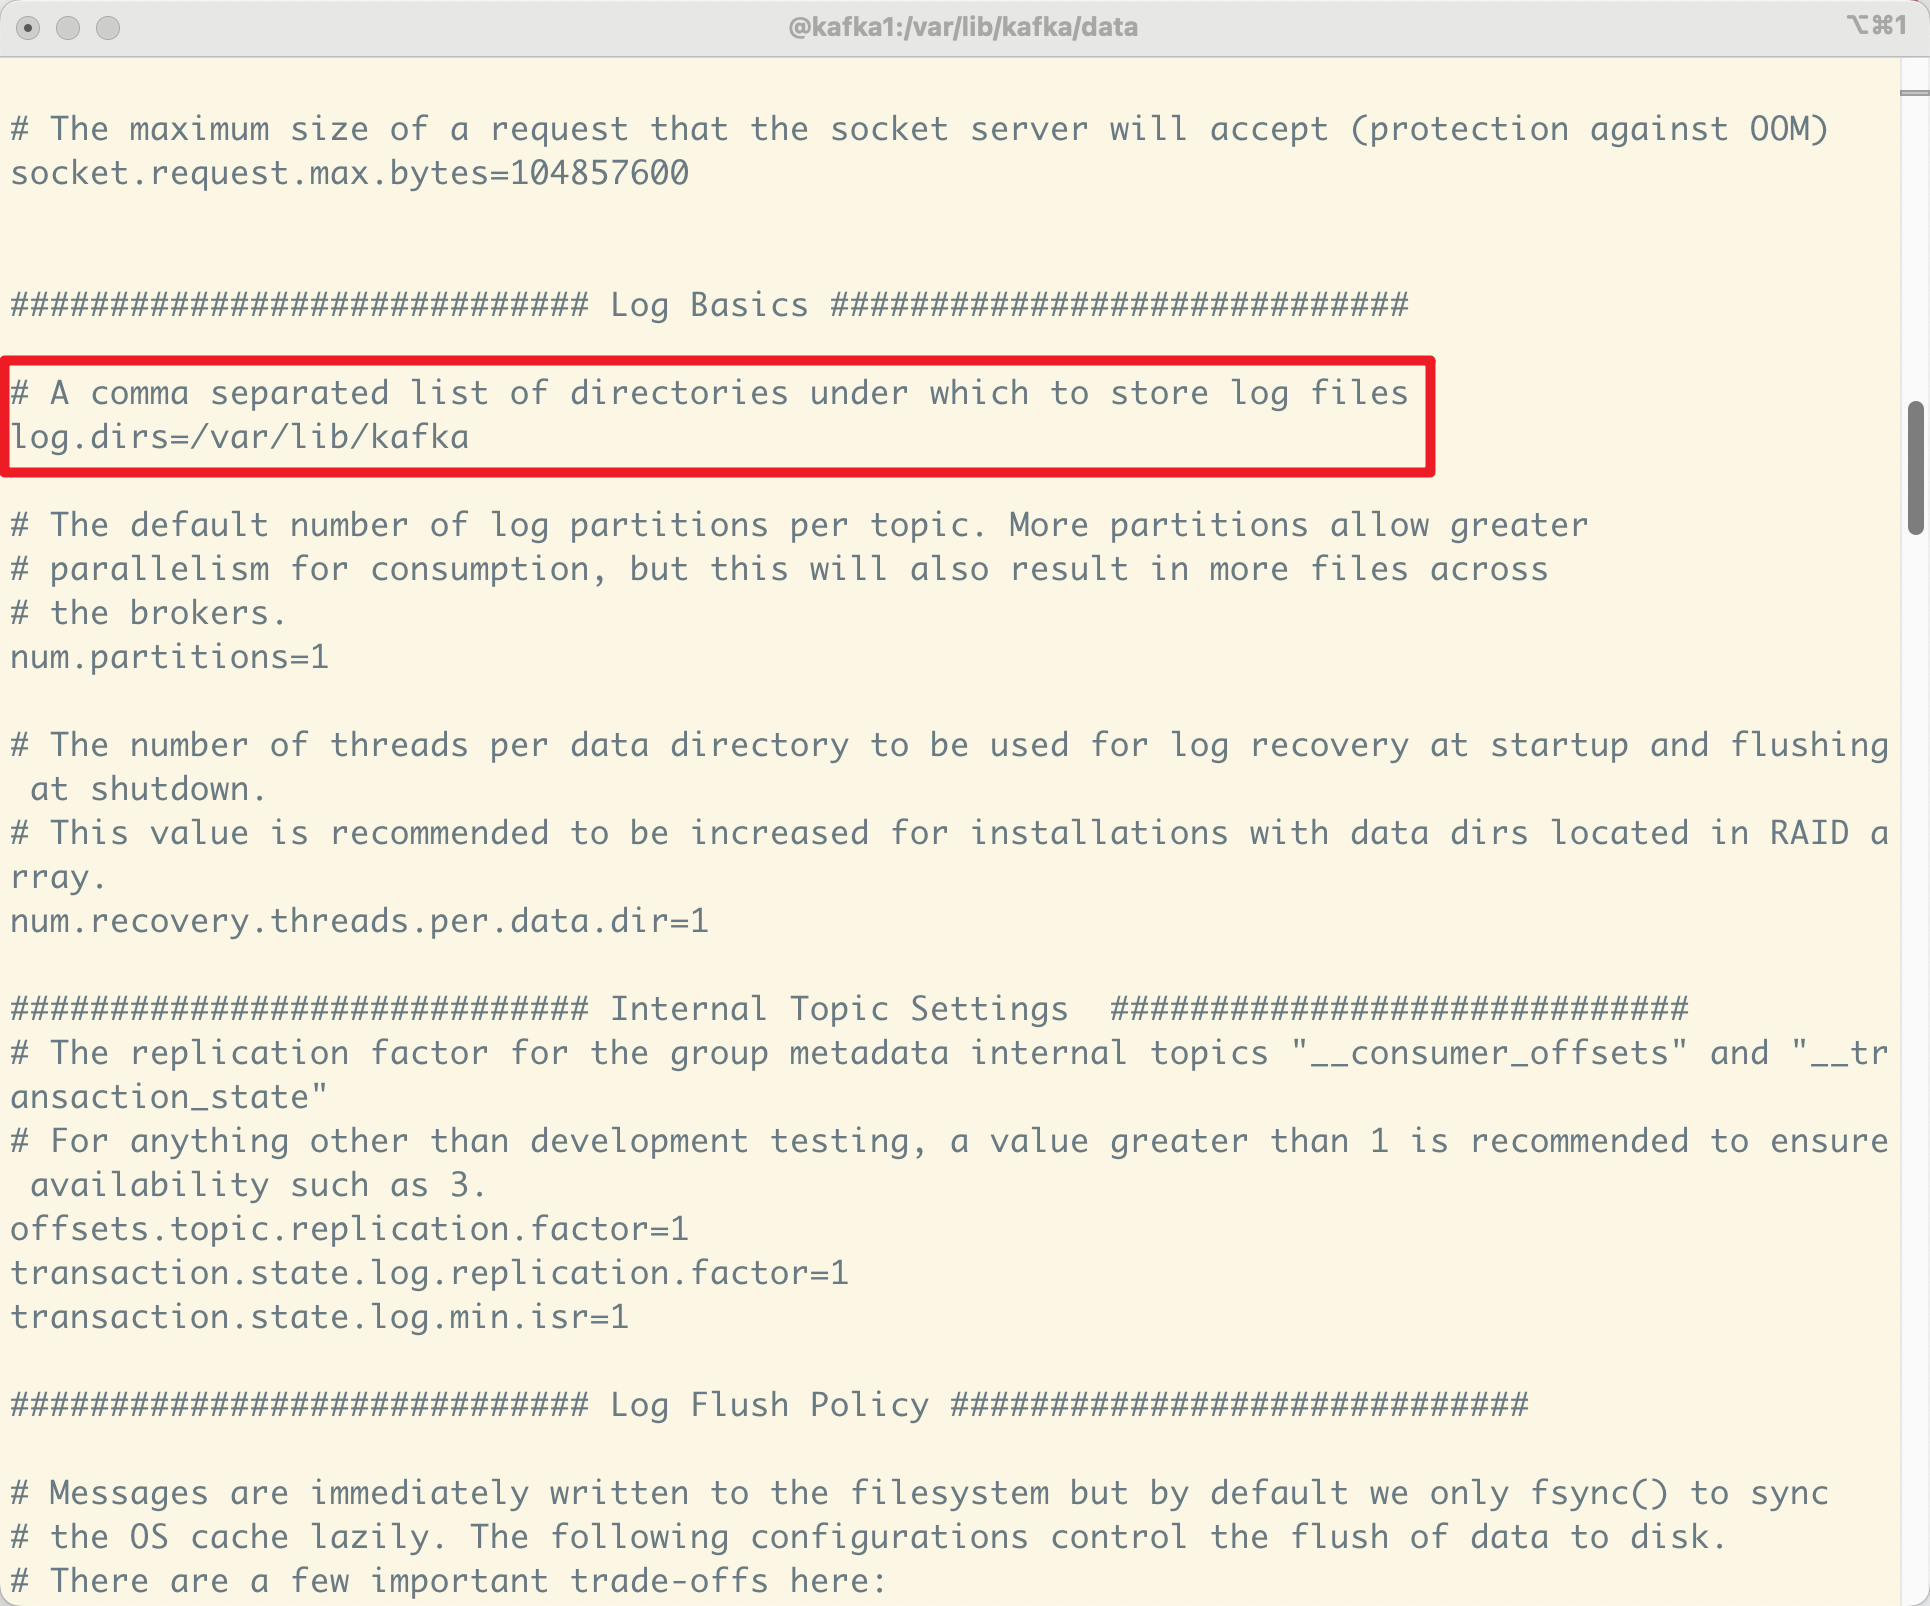 @kafka1:/var/lib/kafka/data
⌥⌘1
# The maximum size of a request that the socket server will accept (protection against OOM)
socket.request.max.bytes=104857600
############################# Log Basics #############################
# A comma separated list of directories under which to store log files
log.dirs=/var/lib/kafka
# The default number of log partitions per topic. More partitions allow greater
# parallelism for consumption, but this will also result in more files across
# the brokers.
num.partitions=1
# The number of threads per data directory to be used for log recovery at startup and flushing
 at shutdown.
# This value is recommended to be increased for installations with data dirs located in RAID a
rray.
num.recovery.threads.per.data.dir=1
############################# Internal Topic Settings  #############################
# The replication factor for the group metadata internal topics "__consumer_offsets" and "__tr
ansaction_state"
# For anything other than development testing, a value greater than 1 is recommended to ensure
 availability such as 3.
offsets.topic.replication.factor=1
transaction.state.log.replication.factor=1
transaction.state.log.min.isr=1
############################# Log Flush Policy #############################
# Messages are immediately written to the filesystem but by default we only fsync() to sync
# the OS cache lazily. The following configurations control the flush of data to disk.
# There are a few important trade-offs here: